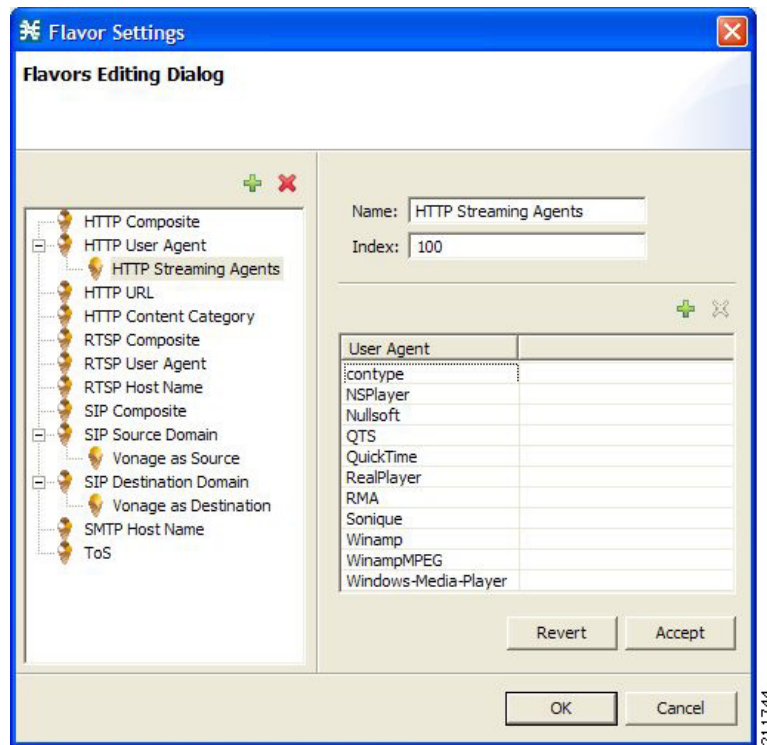 Flavor Settings
Flavors Editing Dialog
HTTP Composite
HTTP User Agent
HTTP Streaming Agents
HTTP URL
HTTP Content Category
RTSP Composite
RTSP User Agent
RTSP Host Name
SIP Composite
SIP Source Domain
Vonage as Source
SIP Destination Domain
Vonage as Destination
SMTP Host Name
ToS
Name: HTTP Streaming Agents
Index: 100
User Agent
contype
NSPlayer
Nullsoft
QTS
QuickTime
RealPlayer
RMA
Sonique
Winamp
WinampMPEG
Windows-Media-Player
Revert Accept
OK Cancel
211744